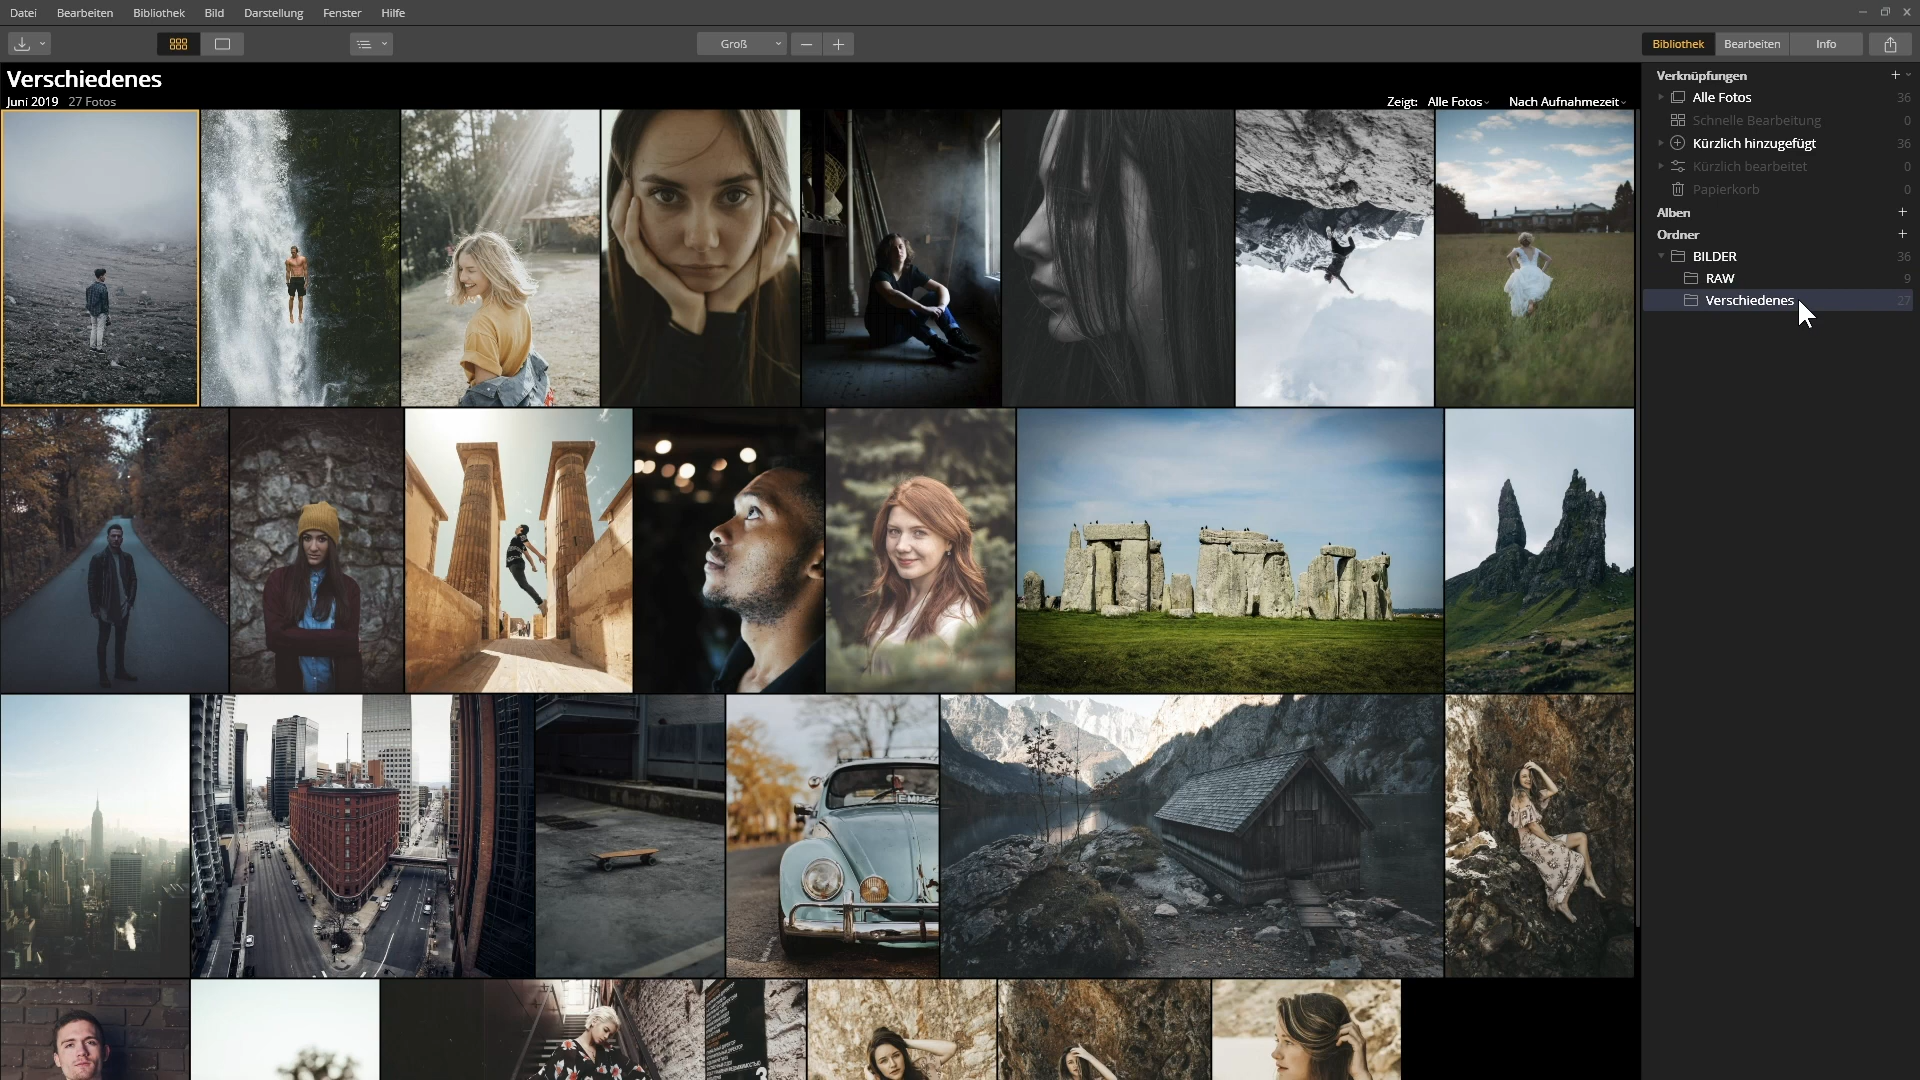 Datei Bearbeiten Bibliothek Bild Darstellung Fenster Hilfe
Groß
Bibliothek Bearbeiten Info
Verschiedenes
Juni 2019 27 Fotos
Zeigt: Alle Fotos Nach Aufnahmezeit
Verknüpfungen
Alle Fotos 36
Schnelle Bearbeitung 0
Kürzlich hinzugefügt 36
Kürzlich bearbeitet 0
Papierkorb 0
Alben
Ordner
BILDER 36
RAW 9
Verschiedenes 27
3